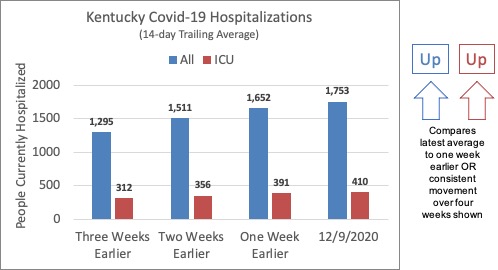 Kentucky Covid-19 Hospitalizations
(14-day Trailing Average)
All ICU
People Currently Hospitalized
2000
1500
1000
500
0
1,295
312
1,511
356
1,652
391
1,753
410
Three Weeks
Earlier
Two Weeks
Earlier
One Week
Earlier
12/9/2020
Up Up
Compares
latest average
to one week
earlier OR
consistent
movement
over four
weeks shown